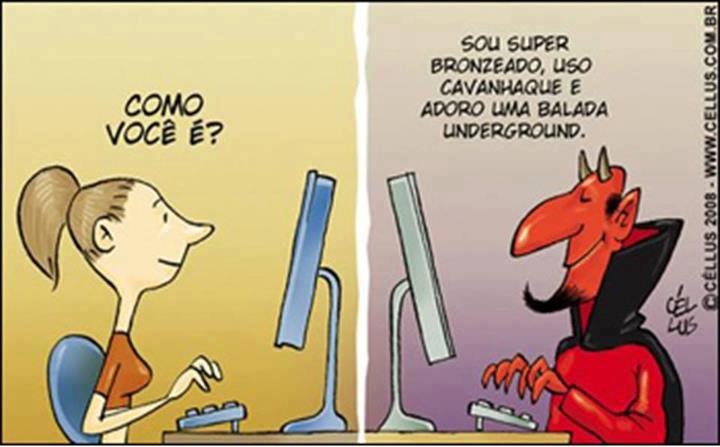 COMO
VOCÊ É?
SOU SUPER
BRONZEADO, USO
CAVANHAQUE E
ADORO UMA BALADA
UNDERGROUND.
©CÉLLUS 2008 - WWW.CELLUS.COM.BR
CÉL
LUS